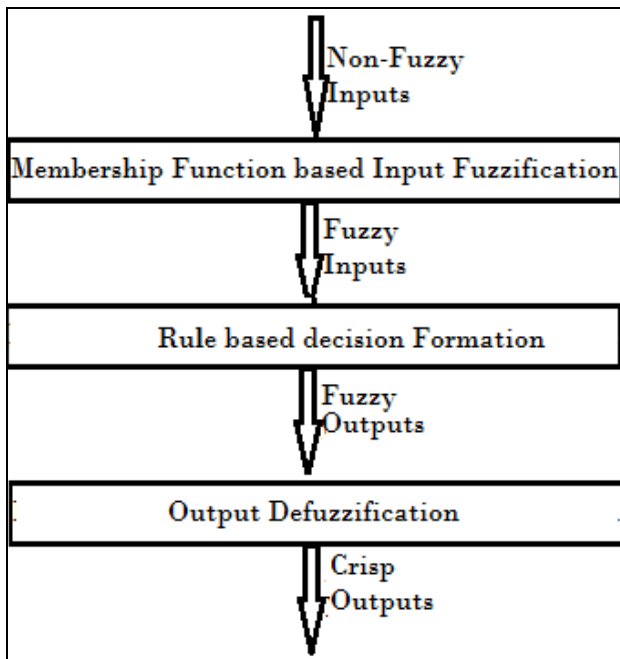 Non-Fuzzy
Inputs
Membership Function based Input Fuzzification
Fuzzy
Inputs
Rule based decision Formation
Fuzzy
Outputs
Output Defuzzification
Crisp
Outputs